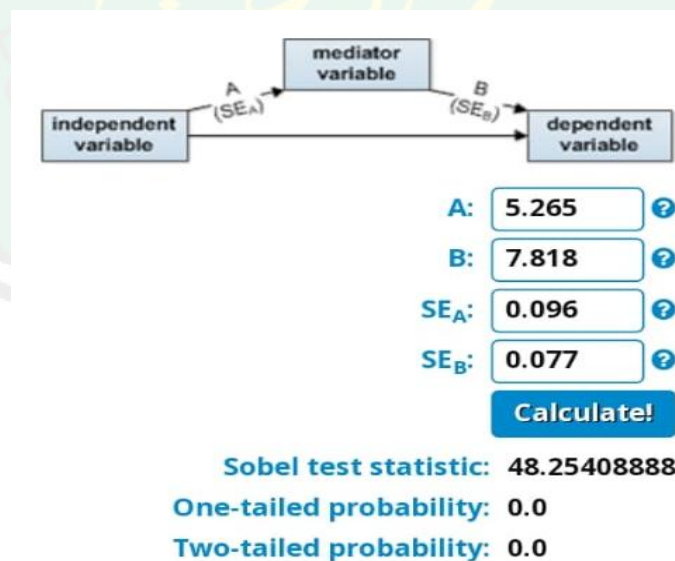 mediator
variable
A
(SEA)
B
(SEB)
independent
variable
dependent
variable
A: 5.265 ?
B: 7.818 ?
SEA: 0.096 ?
SEB: 0.077 ?
Calculate!
Sobel test statistic: 48.25408888
One-tailed probability: 0.0
Two-tailed probability: 0.0